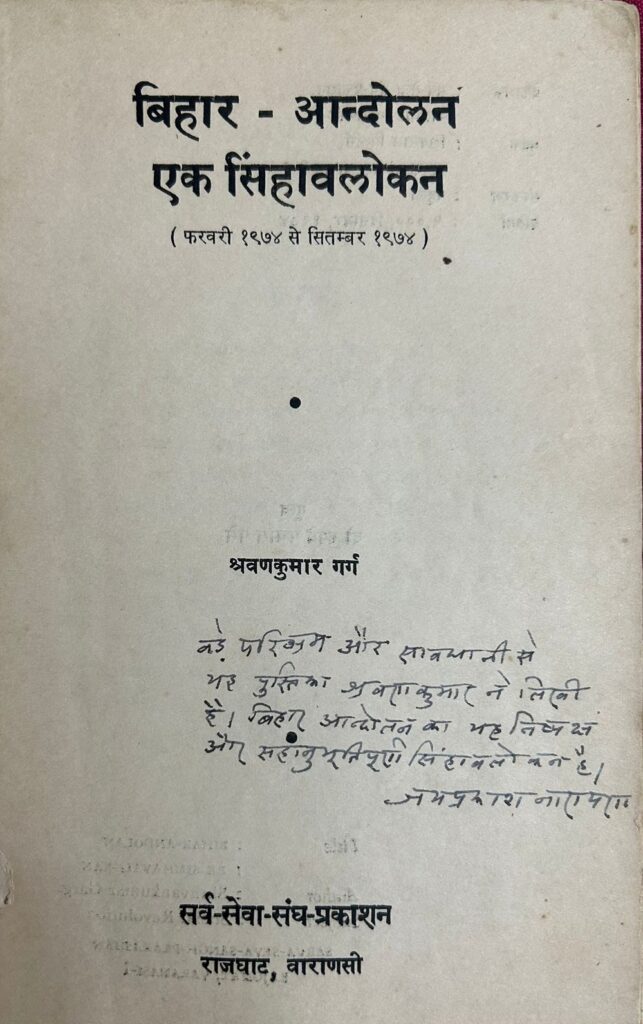 बिहार - आन्दोलन
एक सिंहावलोकन
( फरवरी १९७४ से सितम्बर १९७४ )
श्रवणकुमार गर्ग
बड़े परिश्रम और सावधानी से
यह पुस्तिका श्रवणकुमार ने लिखी
है। बिहार आन्दोलन का यह निष्पक्ष
और सहानुभूतिपूर्ण सिंहावलोकन है।
जयप्रकाश नारायण
सर्व-सेवा-संघ-प्रकाशन
राजघाट, वाराणसी